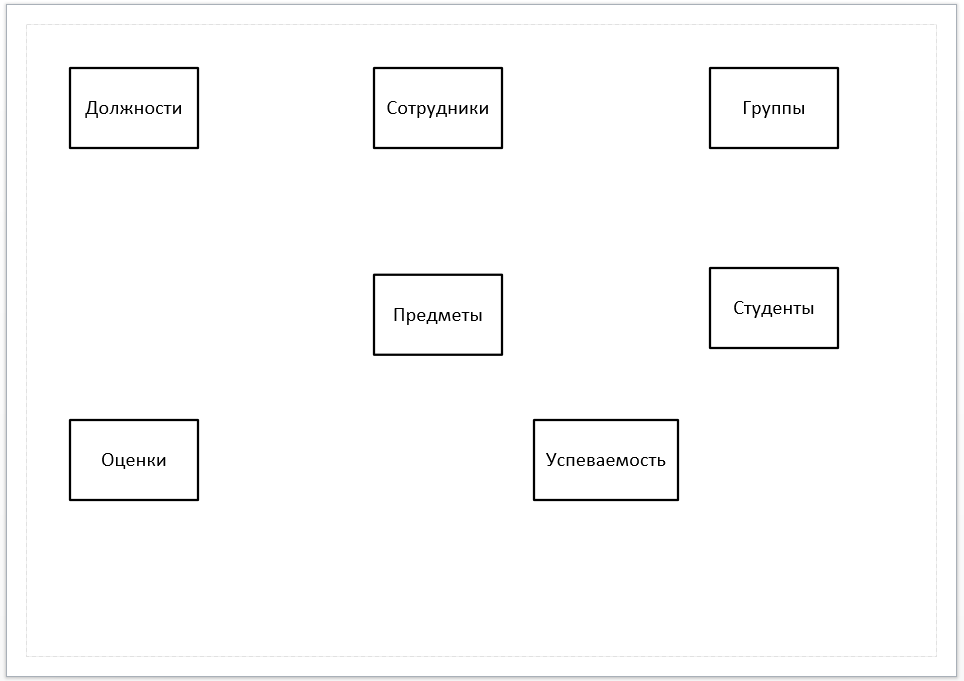 Должности
Сотрудники
Группы
Предметы
Студенты
Оценки
Успеваемость